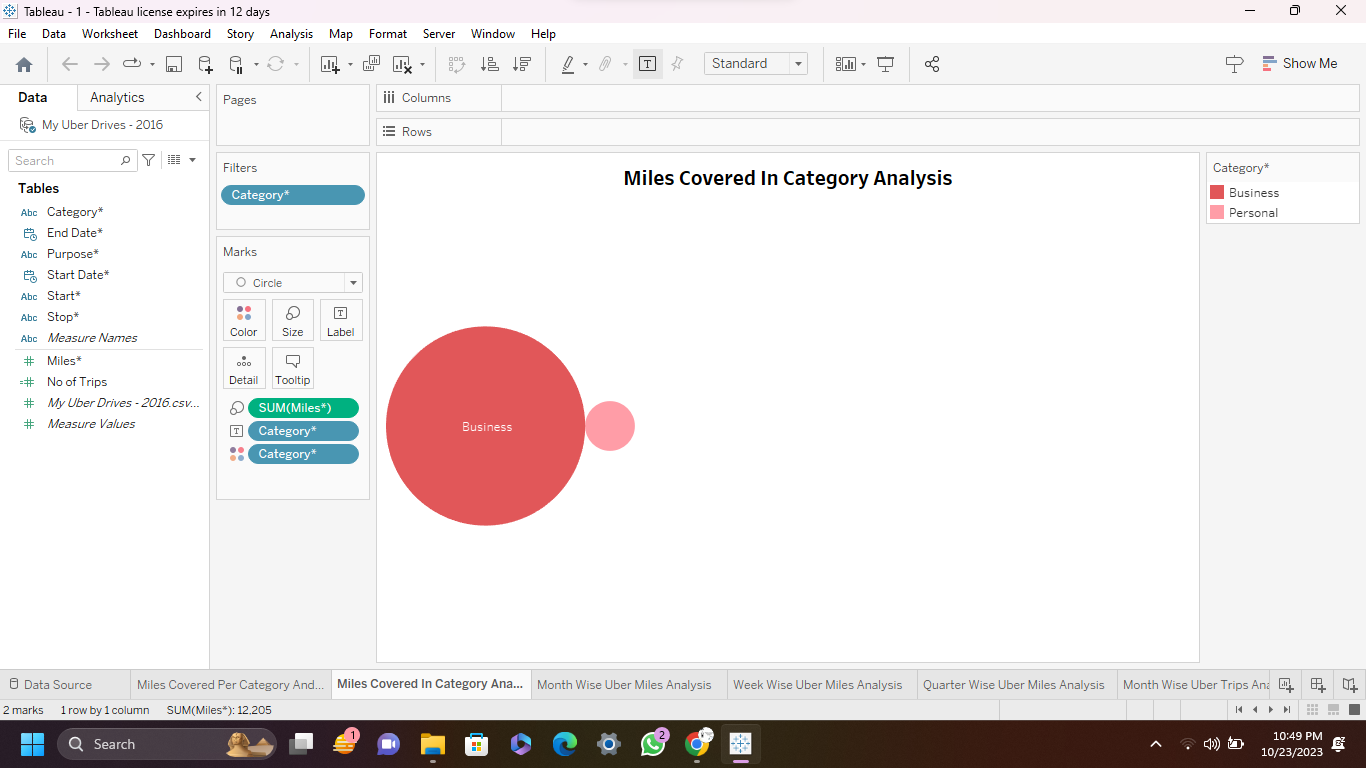 Tableau - 1 - Tableau license expires in 12 days
File Data Worksheet Dashboard Story Analysis Map Format Server Window Help
Standard
Show Me
Data Analytics
My Uber Drives - 2016
Search
Tables
Abc Category*
End Date*
Abc Purpose*
Start Date*
Abc Start*
Abc Stop*
Abc Measure Names
Miles*
No of Trips
My Uber Drives - 2016.csv...
Measure Values
Pages
Filters
Category*
Marks
Circle
Color Size Label
Detail Tooltip
SUM(Miles*)
Category*
Category*
Columns
Rows
Miles Covered In Category Analysis
Business
Category*
Business
Personal
Data Source Miles Covered Per Category And... Miles Covered In Category Ana... Month Wise Uber Miles Analysis Week Wise Uber Miles Analysis Quarter Wise Uber Miles Analysis Month Wise Uber Trips Ana
2 marks 1 row by 1 column SUM(Miles*): 12,205
Search
1
2
10:49 PM
10/23/2023